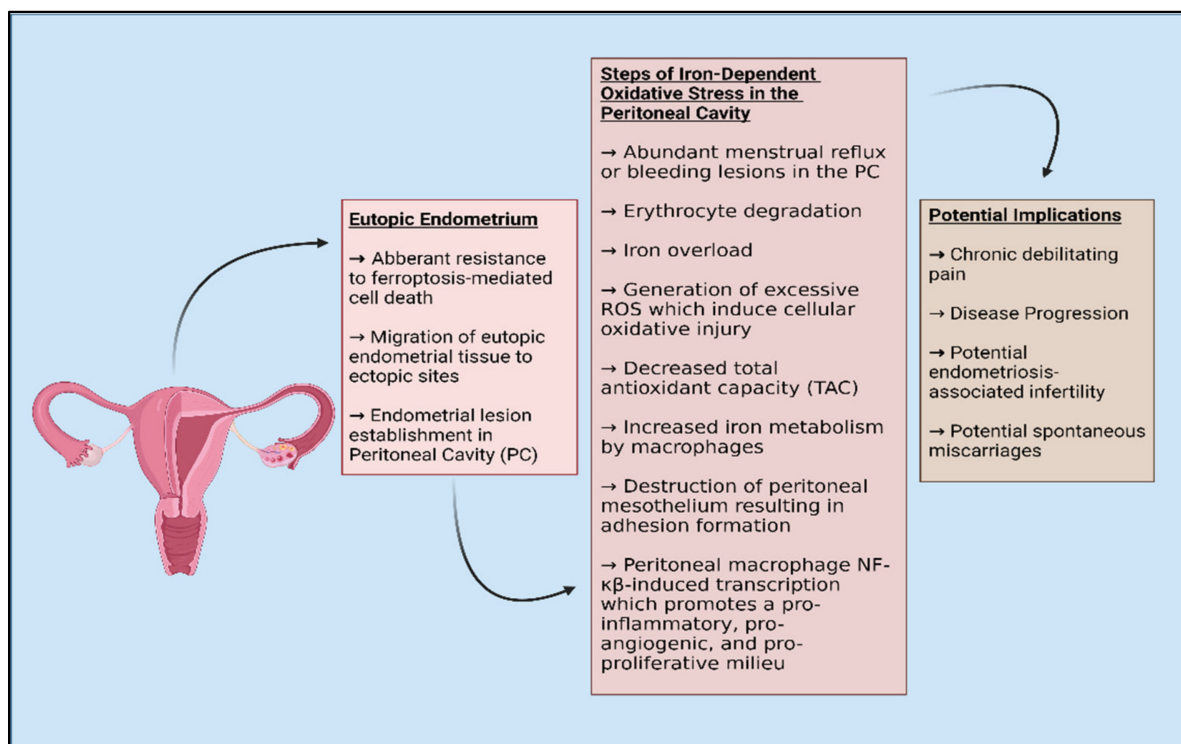 Eutopic Endometrium
→ Abberant resistance
to ferroptosis-mediated
cell death
→ Migration of eutopic
endometrial tissue to
ectopic sites
→ Endometrial lesion
establishment in
Peritoneal Cavity (PC)
Steps of Iron-Dependent
Oxidative Stress in the
Peritoneal Cavity
→ Abundant menstrual reflux
or bleeding lesions in the PC
→ Erythrocyte degradation
→ Iron overload
→ Generation of excessive
ROS which induce cellular
oxidative injury
→ Decreased total
antioxidant capacity (TAC)
→ Increased iron metabolism
by macrophages
→ Destruction of peritoneal
mesothelium resulting in
adhesion formation
→ Peritoneal macrophage NF-
κβ-induced transcription
which promotes a pro-
inflammatory, pro-
angiogenic, and pro-
proliferative milieu
Potential Implications
→ Chronic debilitating
pain
→ Disease Progression
→ Potential
endometriosis-
associated infertility
→ Potential spontaneous
miscarriages